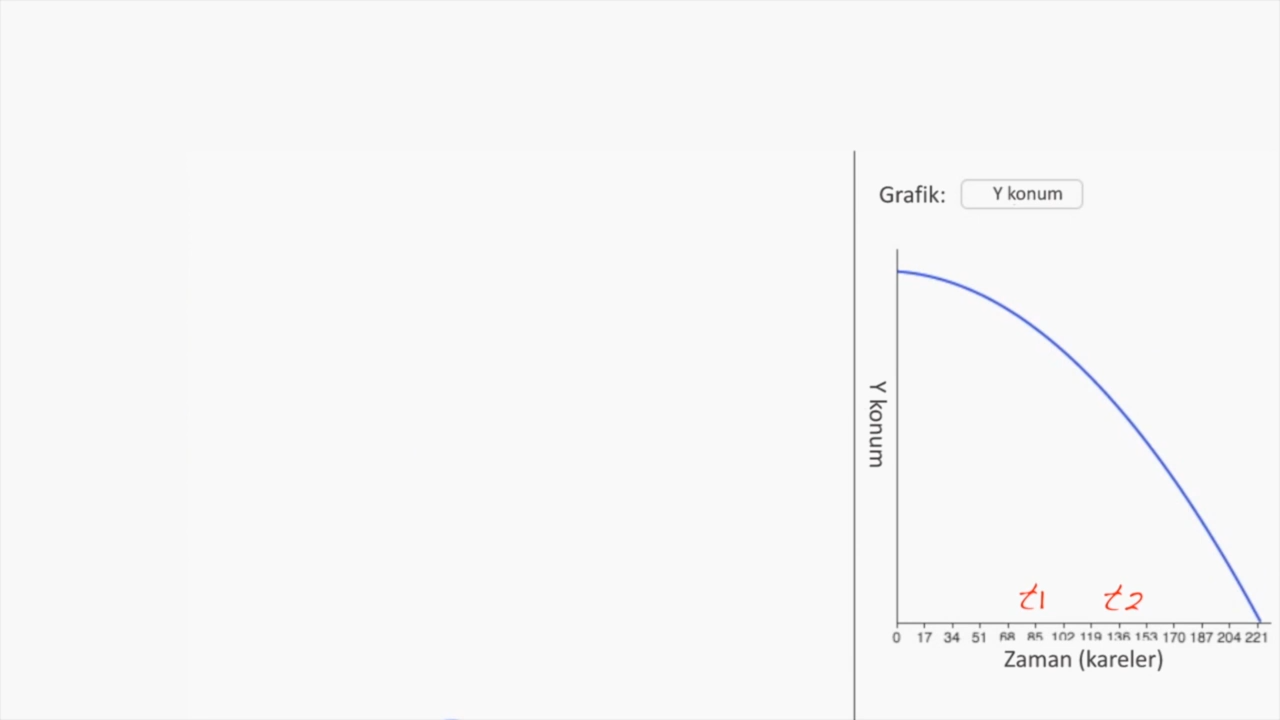 Grafik: Y konum
Y konum
t1 t2
0 17 34 51 68 85 102 119 136 153 170 187 204 221
Zaman (kareler)